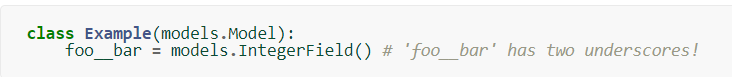 class Example(models.Model):
    foo__bar = models.IntegerField() # 'foo__bar' has two underscores!